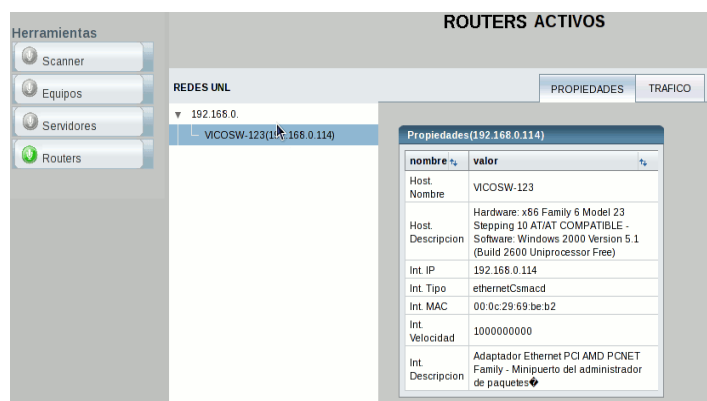 ROUTERS ACTIVOS
Herramientas
Scanner
Equipos
Servidores
Routers
REDES UNL
192.168.0.
VICOSW-123(192.168.0.114)
PROPIEDADES
TRAFICO
Propiedades(192.168.0.114)
nombre valor
Host.
Nombre
VICOSW-123
Host.
Descripcion
Hardware: x86 Family 6 Model 23
Stepping 10 AT/AT COMPATIBLE -
Software: Windows 2000 Version 5.1
(Build 2600 Uniprocessor Free)
Int. IP 192.168.0.114
Int. Tipo ethernetCsmacd
Int. MAC 00:0c:29:69:be:b2
Int.
Velocidad
1000000000
Int.
Descripcion
Adaptador Ethernet PCI AMD PCNET
Family - Minipuerto del administrador
de paquetes�